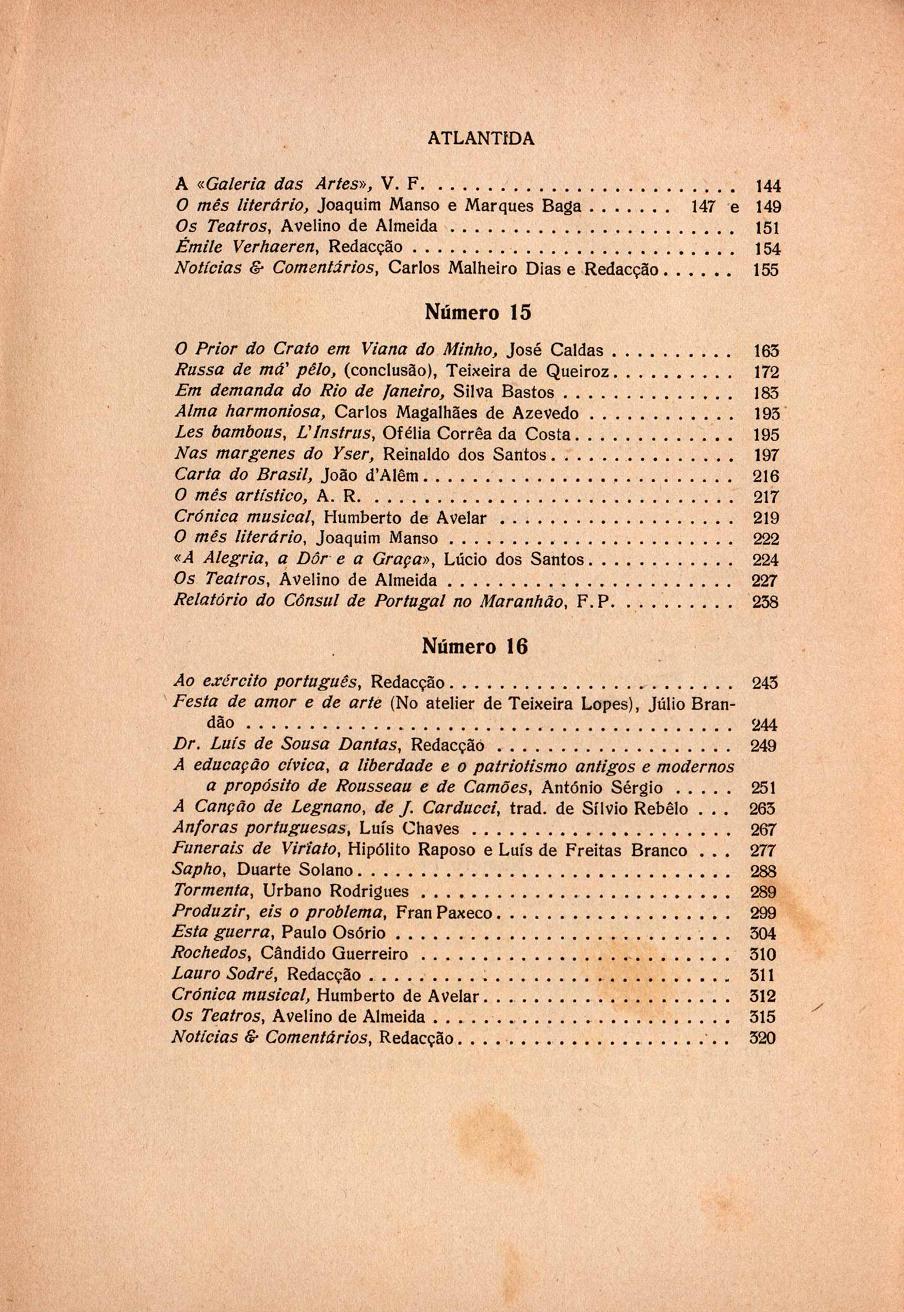 ATLANTIDA
A «Galeria das Artes», V. F. . . . . . . . . . . . . . . . . . . . . . . . . 144
O mês literário, Joaquim Manso e Marques Baga . . . . . . . 147 e 149
Os Teatros, Avelino de Almeida . . . . . . . . . . . . . . . . . . . . . . . 151
Émile Verhaeren, Redacção . . . . . . . . . . . . . . . . . . . . . . . . . . 154
Notícias & Comentários, Carlos Malheiro Dias e Redacção . . . . . . 155
Número 15
O Prior do Crato em Viana do Minho, José Caldas . . . . . . . . . . 163
Russa de má' pêlo, (conclusão), Teixeira de Queiroz . . . . . . . . . . 172
Em demanda do Rio de Janeiro, Silva Bastos . . . . . . . . . . . . . . 183
Alma harmoniosa, Carlos Magalhães de Azevedo . . . . . . . . . . . . 193
Les bambous, L'Instrus, Ofélia Corrêa da Costa . . . . . . . . . . . . . 195
Nas margenes do Yser, Reinaldo dos Santos . . . . . . . . . . . . . . . 197
Carta do Brasil, João d'Alêm . . . . . . . . . . . . . . . . . . . . . . . . . 216
O mês artístico, A. R. . . . . . . . . . . . . . . . . . . . . . . . . . . . . . 217
Crónica musical, Humberto de Avelar . . . . . . . . . . . . . . . . . . . 219
O mês literário, Joaquim Manso . . . . . . . . . . . . . . . . . . . . . . . 222
«A Alegria, a Dôr e a Graça», Lúcio dos Santos . . . . . . . . . . . . 224
Os Teatros, Avelino de Almeida . . . . . . . . . . . . . . . . . . . . . . . 227
Relatório do Cônsul de Portugal no Maranhão, F. P. . . . . . . . . . . 238
Número 16
Ao exército português, Redacção . . . . . . . . . . . . . . . . . . . . . . . 243
Festa de amor e de arte (No atelier de Teixeira Lopes), Júlio Bran-
dão . . . . . . . . . . . . . . . . . . . . . . . . . . . . . . . . . . . . . . . 244
Dr. Luís de Sousa Dantas, Redacção . . . . . . . . . . . . . . . . . . . 249
A educação cívica, a liberdade e o patriotismo antigos e modernos
a propósito de Rousseau e de Camões, António Sérgio . . . . . 251
A Canção de Legnano, de J. Carducci, trad. de Sílvio Rebêlo . . . 263
Anforas portuguesas, Luís Chaves . . . . . . . . . . . . . . . . . . . . . 267
Funerais de Viriato, Hipólito Raposo e Luís de Freitas Branco . . . 277
Sapho, Duarte Solano . . . . . . . . . . . . . . . . . . . . . . . . . . . . . . 288
Tormenta, Urbano Rodrigues . . . . . . . . . . . . . . . . . . . . . . . . . 289
Produzir, eis o problema, Fran Paxeco . . . . . . . . . . . . . . . . . . . 299
Esta guerra, Paulo Osório . . . . . . . . . . . . . . . . . . . . . . . . . . . 304
Rochedos, Cândido Guerreiro . . . . . . . . . . . . . . . . . . . . . . . . . 310
Lauro Sodré, Redacção . . . . . . . . . . . . . . . . . . . . . . . . . . . . . 311
Crónica musical, Humberto de Avelar . . . . . . . . . . . . . . . . . . . . 312
Os Teatros, Avelino de Almeida . . . . . . . . . . . . . . . . . . . . . . . . 315
Notícias & Comentários, Redacção . . . . . . . . . . . . . . . . . . . . . . 320